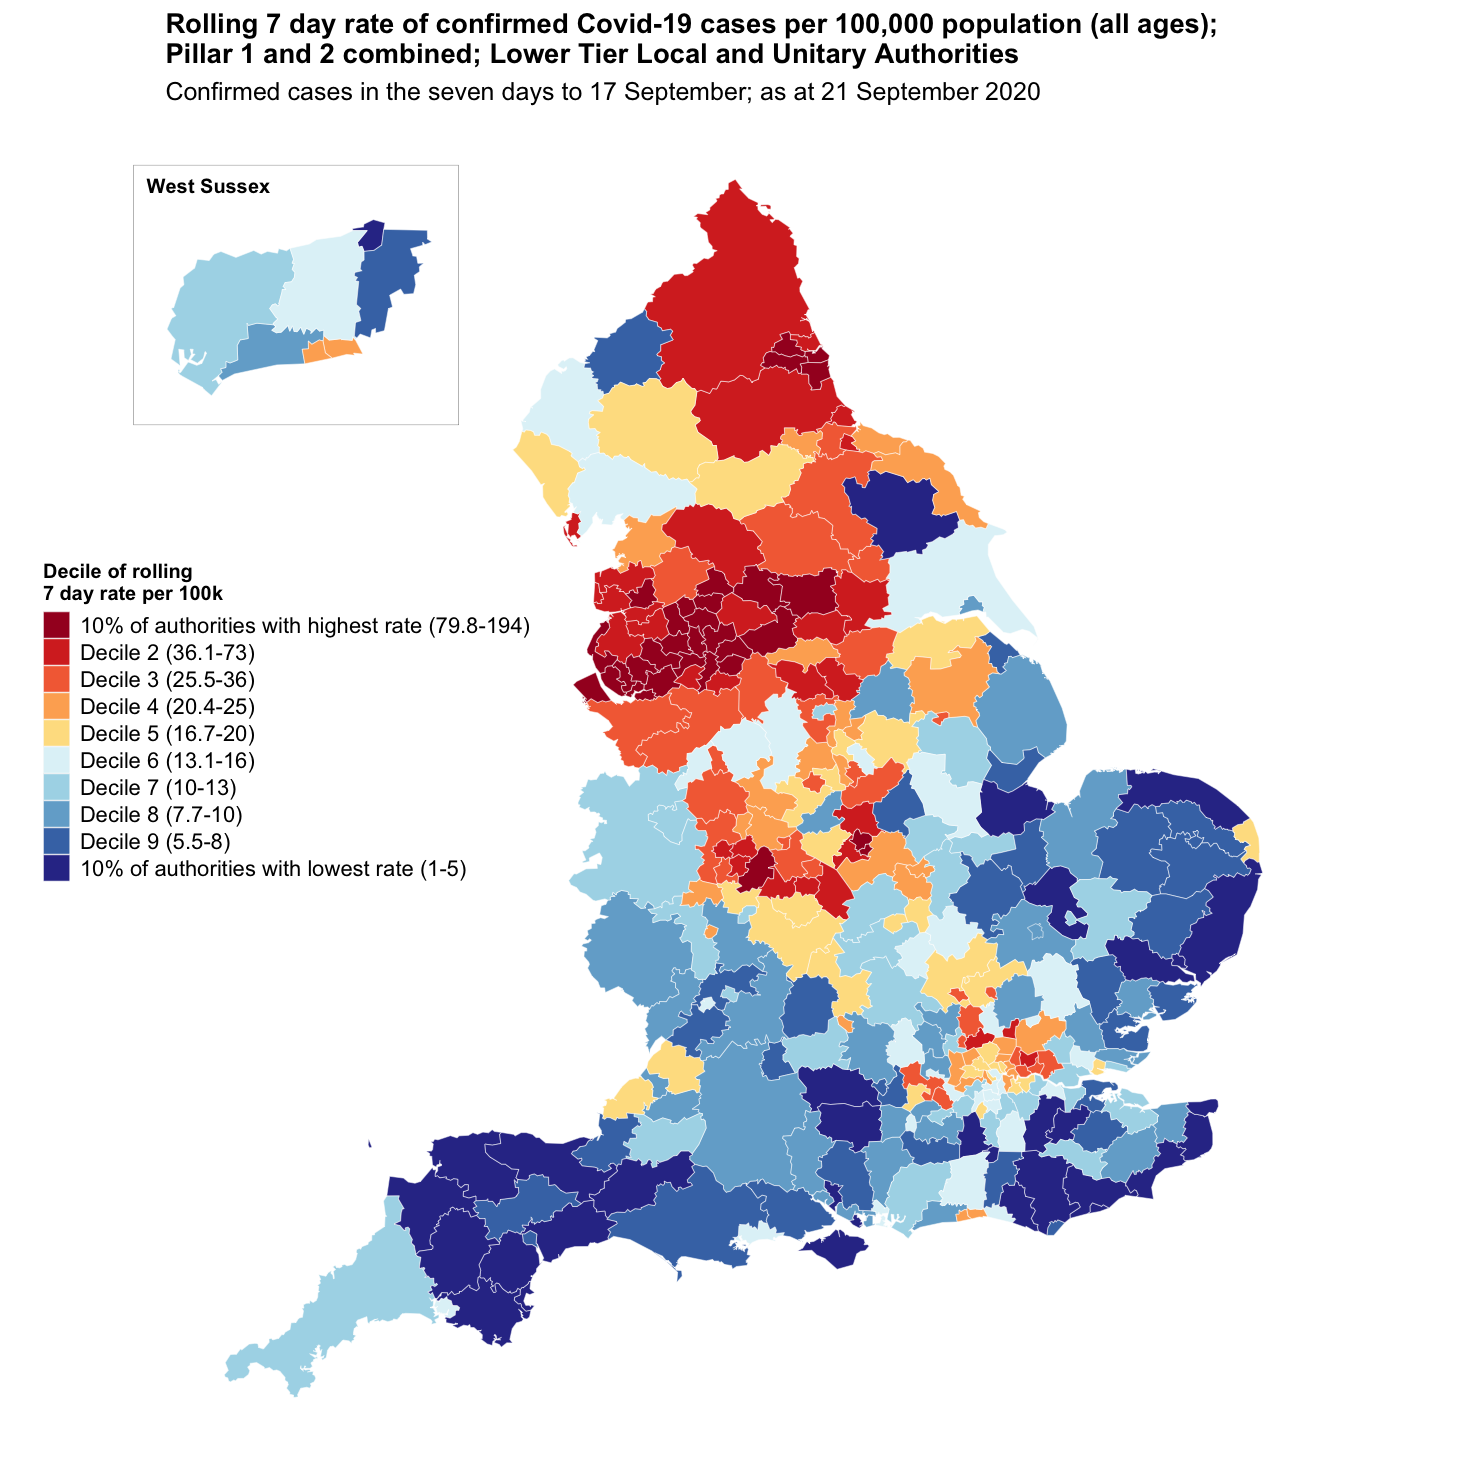 Rolling 7 day rate of confirmed Covid-19 cases per 100,000 population (all ages);
Pillar 1 and 2 combined; Lower Tier Local and Unitary Authorities
Confirmed cases in the seven days to 17 September; as at 21 September 2020
West Sussex
Decile of rolling
7 day rate per 100k
10% of authorities with highest rate (79.8-194)
Decile 2 (36.1-73)
Decile 3 (25.5-36)
Decile 4 (20.4-25)
Decile 5 (16.7-20)
Decile 6 (13.1-16)
Decile 7 (10-13)
Decile 8 (7.7-10)
Decile 9 (5.5-8)
10% of authorities with lowest rate (1-5)